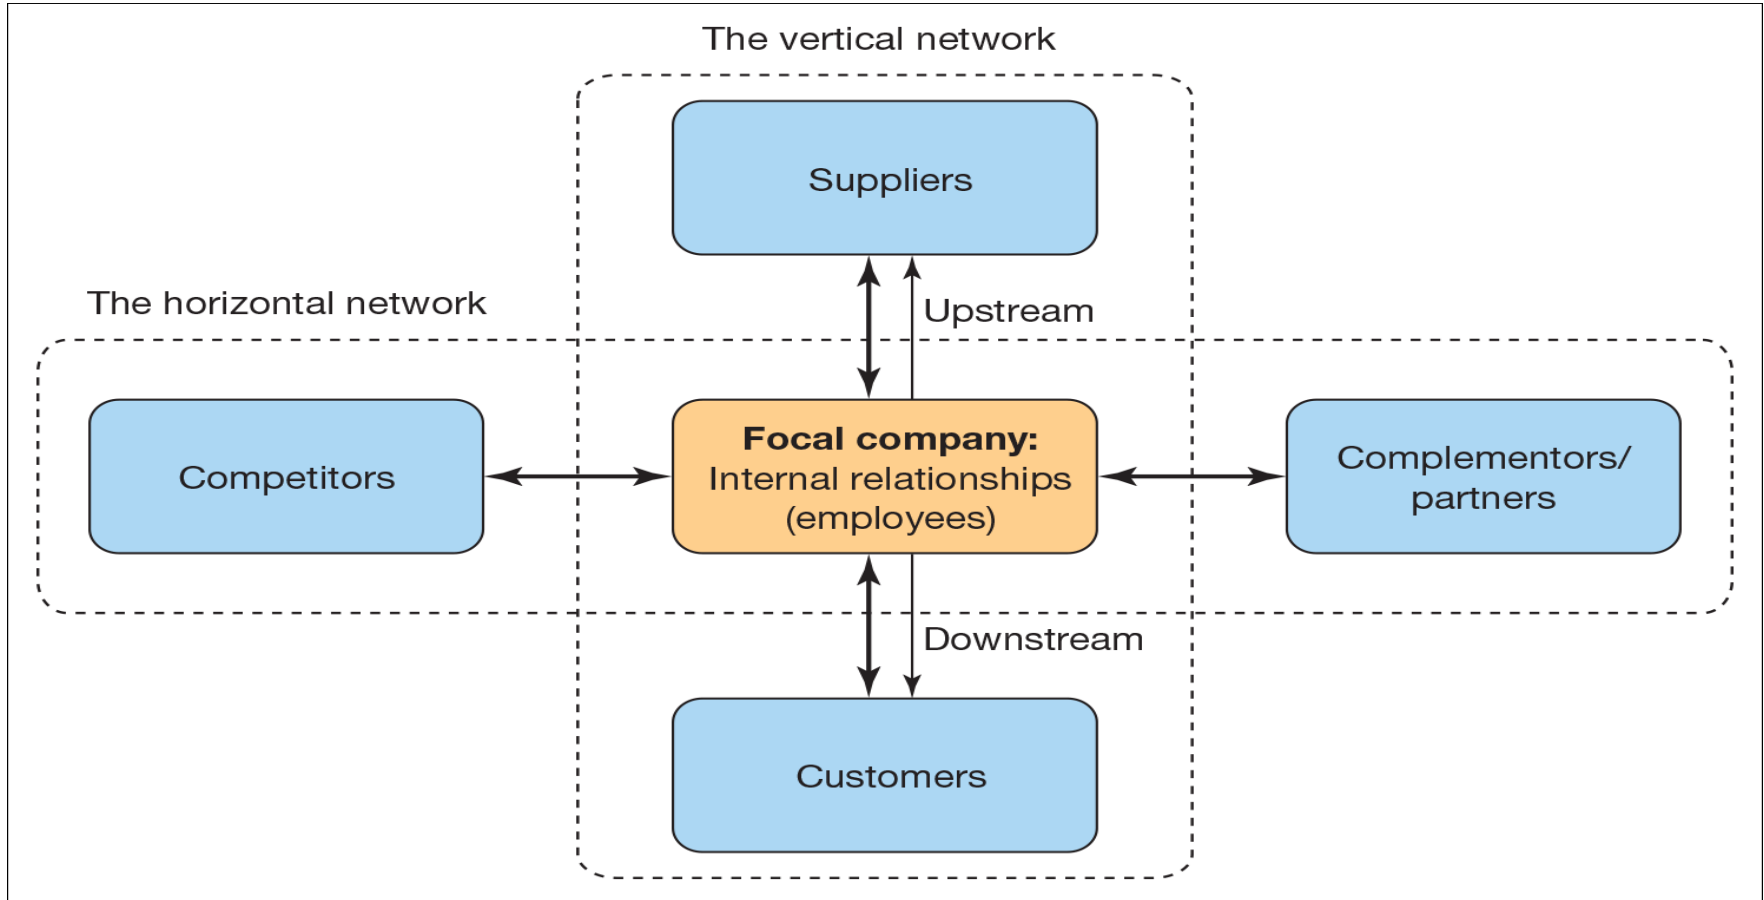 The vertical network
Suppliers
The horizontal network
Upstream
Competitors
Focal company:
Internal relationships
(employees)
Complementors/
partners
Downstream
Customers